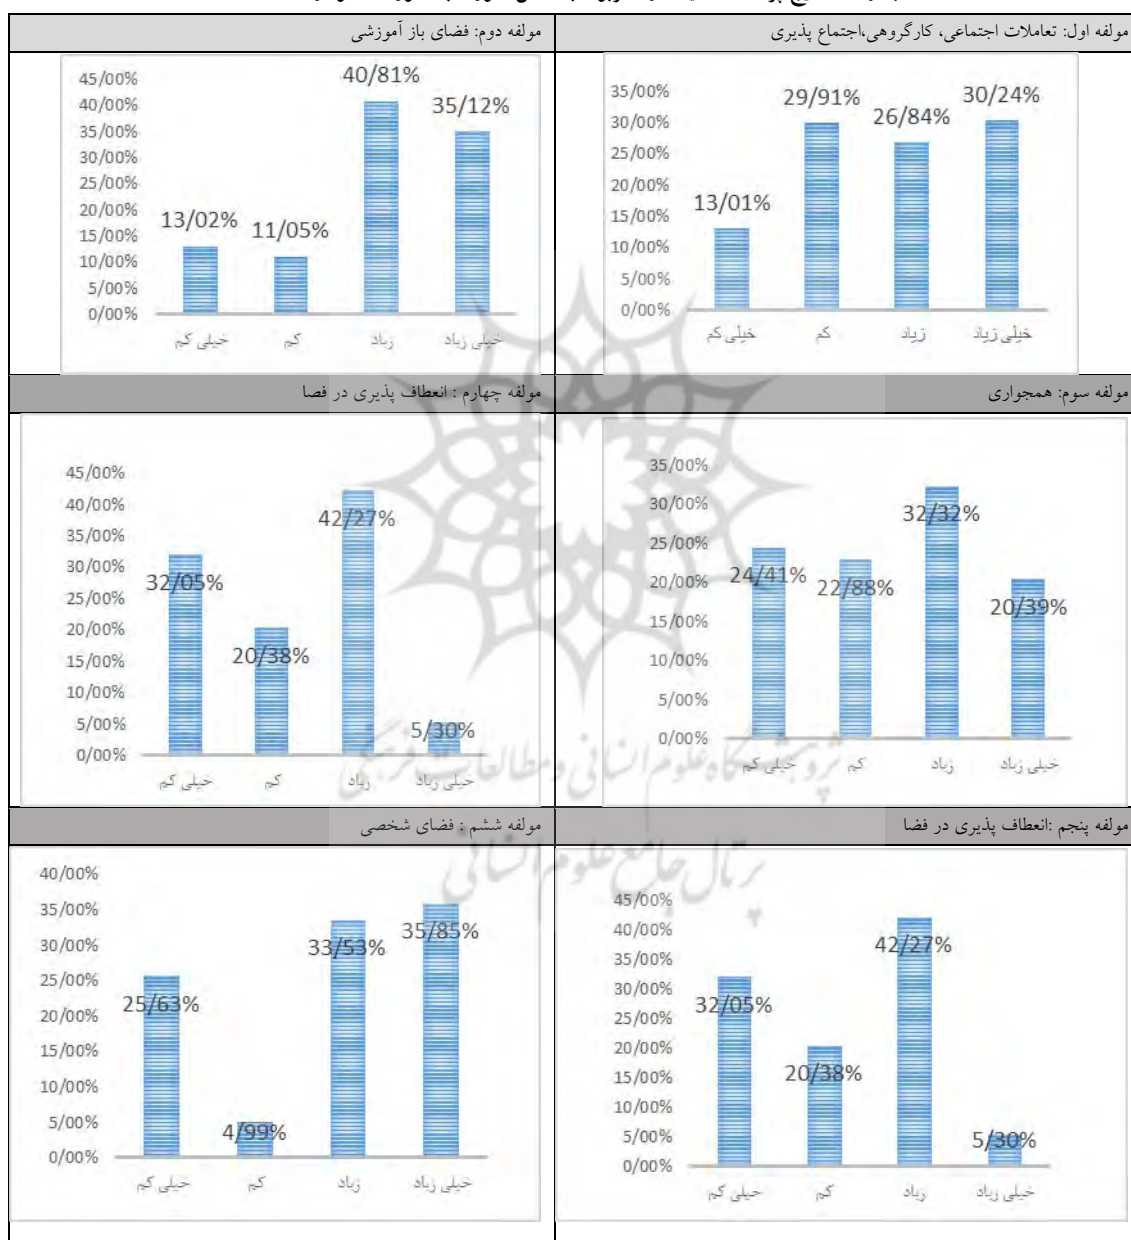 مولفه اول: تعاملات اجتماعی، کارگروهی،اجتماع پذیری
35/00%
30/00%
25/00%
20/00%
15/00%
10/00%
5/00%
0/00%
13/01%
29/91%
26/84%
30/24%
خیلی کم
کم
زیاد
خیلی زیاد
مولفه دوم: فضای باز آموزشی
45/00%
40/00%
35/00%
30/00%
25/00%
20/00%
15/00%
10/00%
5/00%
0/00%
13/02%
11/05%
40/81%
35/12%
خیلی کم
کم
زیاد
خیلی زیاد
مولفه سوم: همجواری
35/00%
30/00%
25/00%
20/00%
15/00%
10/00%
5/00%
0/00%
24/41%
22/88%
32/32%
20/39%
خیلی کم
کم
زیاد
خیلی زیاد
مولفه چهارم : انعطاف پذیری در فصا
45/00%
40/00%
35/00%
30/00%
25/00%
20/00%
15/00%
10/00%
5/00%
0/00%
32/05%
20/38%
42/27%
5/30%
خیلی کم
کم
زیاد
خیلی زیاد
پژوهشگاه علوم انسانی و مطالعات فرهنگی
پرتال جامع علوم انسانی
مولفه پنجم :انعطاف پذیری در فضا
45/00%
40/00%
35/00%
30/00%
25/00%
20/00%
15/00%
10/00%
5/00%
0/00%
32/05%
20/38%
42/27%
5/30%
خیلی کم
کم
زیاد
خیلی زیاد
مولفه ششم : فضای شخصی
40/00%
35/00%
30/00%
25/00%
20/00%
15/00%
10/00%
5/00%
0/00%
25/63%
4/99%
33/53%
35/85%
خیلی کم
کم
زیاد
خیلی زیاد